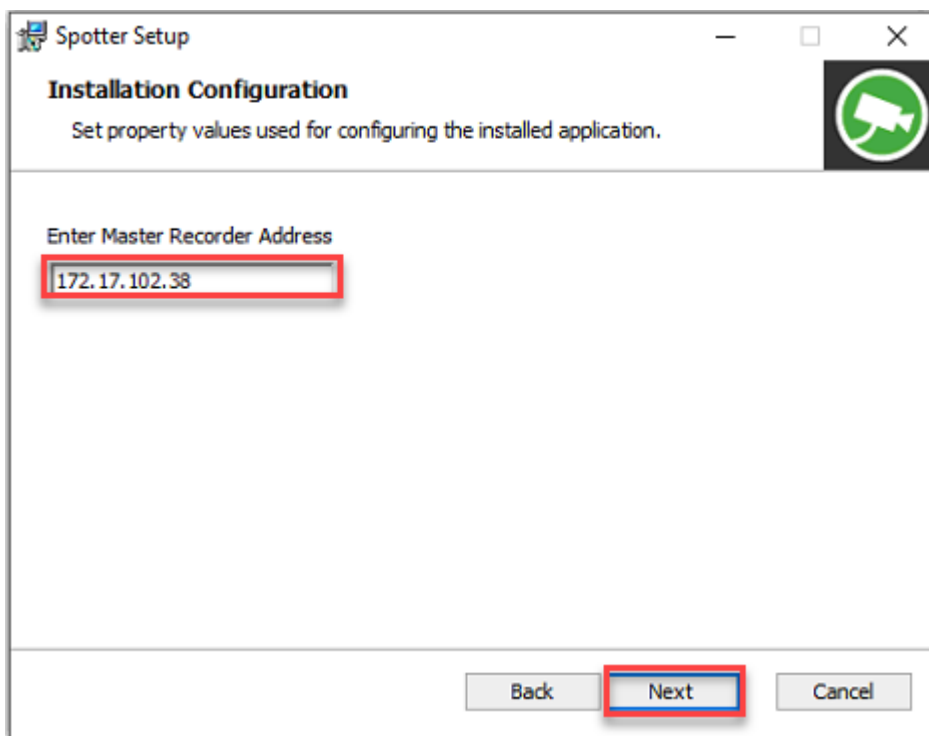 Spotter Setup
Installation Configuration
Set property values used for configuring the installed application.
Enter Master Recorder Address
172.17.102.38
Back Next Cancel